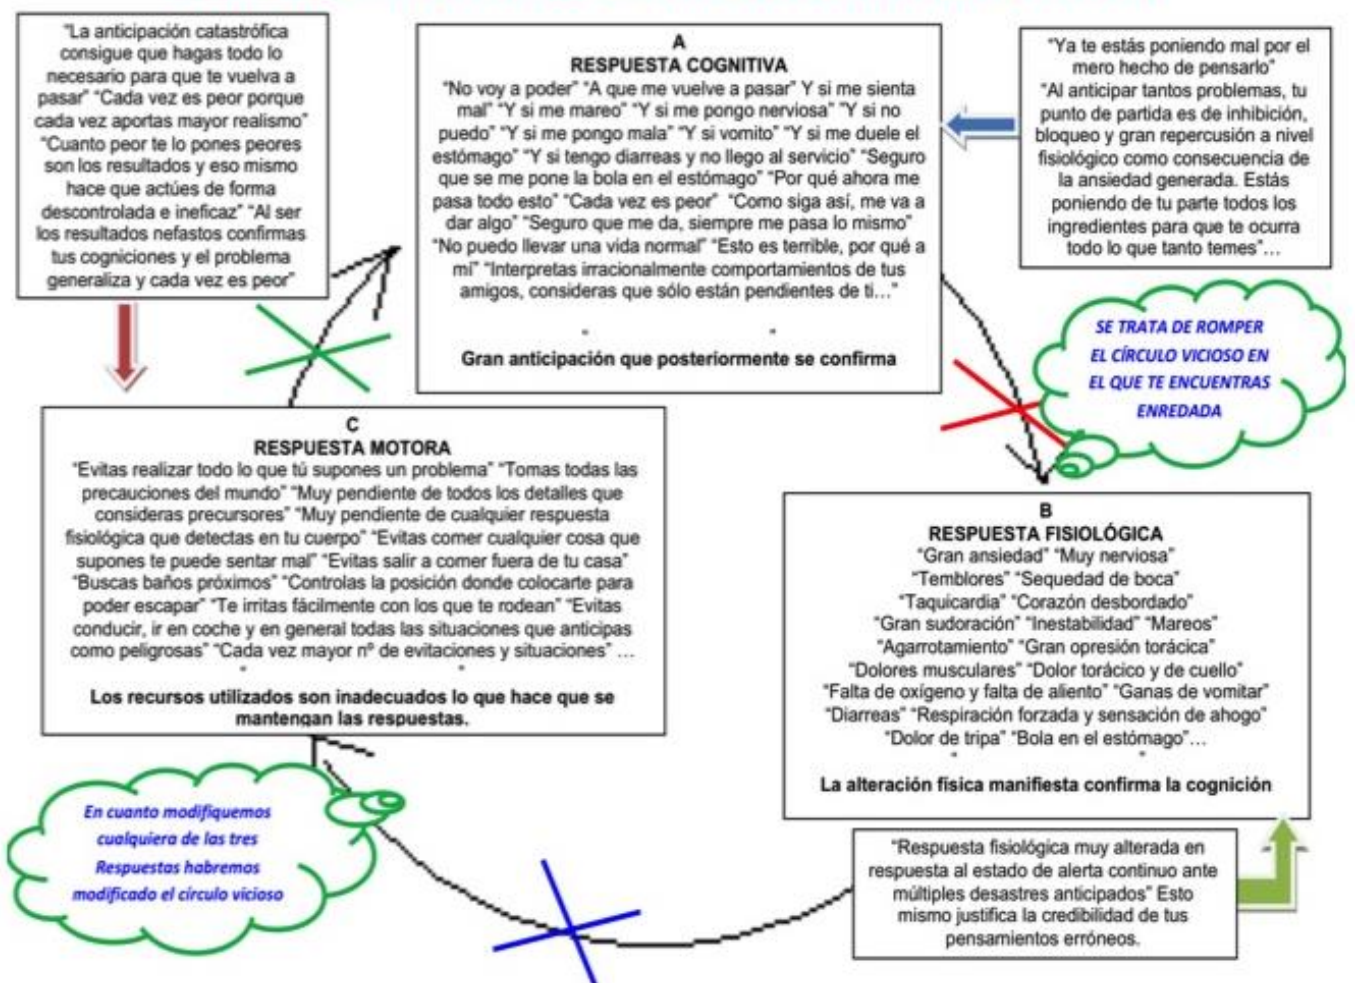 "La anticipación catastrófica
consigue que hagas todo lo
necesario para que te vuelva a
pasar" "Cada vez es peor porque
cada vez aportas mayor realismo"
"Cuanto peor te lo pones peores
son los resultados y eso mismo
hace que actúes de forma
descontrolada e ineficaz" "Al ser
los resultados nefastos confirmas
tus cogniciones y el problema
generaliza y cada vez es peor"
A
RESPUESTA COGNITIVA
"No voy a poder" "A que me vuelve a pasar" Y si me sienta
mal" "Y si me mareo" "Y si me pongo nerviosa" "Y si no
puedo" "Y si me pongo mala" "Y si vomito" "Y si me duele el
estómago" "Y si tengo diarreas y no llego al servicio" "Seguro
que se me pone la bola en el estómago" "Por qué ahora me
pasa todo esto" "Cada vez es peor" "Como siga así, me va a
dar algo" "Seguro que me da, siempre me pasa lo mismo"
"No puedo llevar una vida normal" "Esto es terrible, por qué a
mí" "Interpretas irracionalmente comportamientos de tus
amigos, consideras que sólo están pendientes de ti…"
" "
Gran anticipación que posteriormente se confirma
"Ya te estás poniendo mal por el
mero hecho de pensarlo"
"Al anticipar tantos problemas, tu
punto de partida es de inhibición,
bloqueo y gran repercusión a nivel
fisiológico como consecuencia de
la ansiedad generada. Estás
poniendo de tu parte todos los
ingredientes para que te ocurra
todo lo que tanto temes"…
SE TRATA DE ROMPER
EL CÍRCULO VICIOSO EN
EL QUE TE ENCUENTRAS
ENREDADA
C
RESPUESTA MOTORA
"Evitas realizar todo lo que tú supones un problema" "Tomas todas las
precauciones del mundo" "Muy pendiente de todos los detalles que
consideras precursores" "Muy pendiente de cualquier respuesta
fisiológica que detectas en tu cuerpo" "Evitas comer cualquier cosa que
supones te puede sentar mal" "Evitas salir a comer fuera de tu casa"
"Buscas baños próximos" "Controlas la posición donde colocarte para
poder escapar" "Te irritas fácilmente con los que te rodean" "Evitas
conducir, ir en coche y en general todas las situaciones que anticipas
como peligrosas" "Cada vez mayor nº de evitaciones y situaciones" …
" "
Los recursos utilizados son inadecuados lo que hace que se
mantengan las respuestas.
B
RESPUESTA FISIOLÓGICA
"Gran ansiedad" "Muy nerviosa"
"Temblores" "Sequedad de boca"
"Taquicardia" "Corazón desbordado"
"Gran sudoración" "Inestabilidad" "Mareos"
"Agarrotamiento" "Gran opresión torácica"
"Dolores musculares" "Dolor torácico y de cuello"
"Falta de oxígeno y falta de aliento" "Ganas de vomitar"
"Diarreas" "Respiración forzada y sensación de ahogo"
"Dolor de tripa" "Bola en el estómago"…
" "
La alteración física manifiesta confirma la cognición
En cuanto modifiquemos
cualquiera de las tres
Respuestas habremos
modificado el círculo vicioso
"Respuesta fisiológica muy alterada en
respuesta al estado de alerta continuo ante
múltiples desastres anticipados" Esto
mismo justifica la credibilidad de tus
pensamientos erróneos.